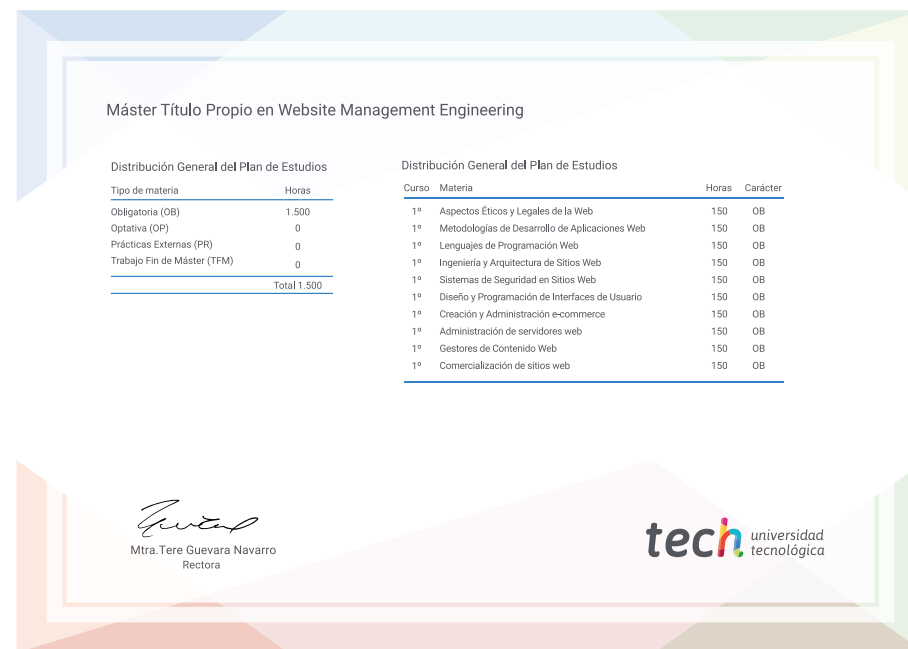 Máster Título Propio en Website Management Engineering
Distribución General del Plan de Estudios
Tipo de materia Horas
Obligatoria (OB) 1.500
Optativa (OP) 0
Prácticas Externas (PR) 0
Trabajo Fin de Máster (TFM) 0
Total 1.500
Distribución General del Plan de Estudios
Curso Materia Horas Carácter
1º Aspectos Éticos y Legales de la Web 150 OB
1º Metodologías de Desarrollo de Aplicaciones Web 150 OB
1º Lenguajes de Programación Web 150 OB
1º Ingeniería y Arquitectura de Sitios Web 150 OB
1º Sistemas de Seguridad en Sitios Web 150 OB
1º Diseño y Programación de Interfaces de Usuario 150 OB
1º Creación y Administración e-commerce 150 OB
1º Administración de servidores web 150 OB
1º Gestores de Contenido Web 150 OB
1º Comercialización de sitios web 150 OB
Mtra.Tere Guevara Navarro
Rectora
tech universidad
tecnológica